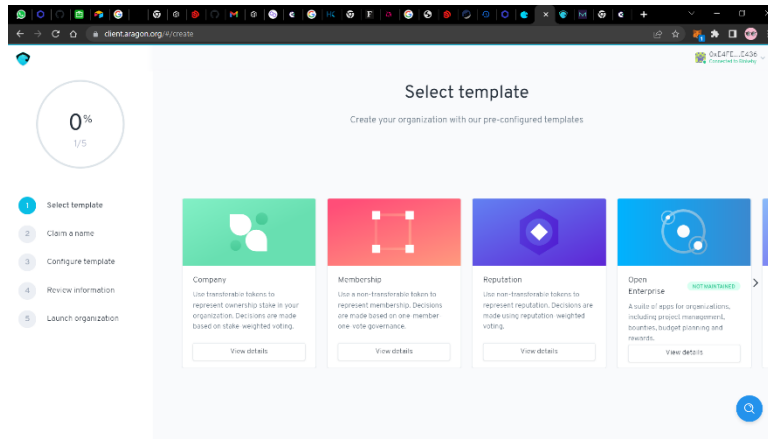 client.aragon.org/#/create
0xE4FE...E436
0%
1/5
1 Select template
2 Claim a name
3 Configure template
4 Review information
5 Launch organization
Select template
Create your organization with our pre-configured templates
Company
Use transferable tokens to
represent ownership stake in your
organization. Decisions are made
based on stake-weighted voting.
View details
Membership
Use a non-transferable token to
represent membership. Decisions
are made based on one-member
one-vote governance.
View details
Reputation
Use non-transferable tokens to
represent reputation. Decisions are
made using reputation-weighted
voting.
View details
Open
Enterprise
NOT MAINTAINED
A suite of apps for organizations,
including project management,
bounties, budget planning and
rewards.
View details